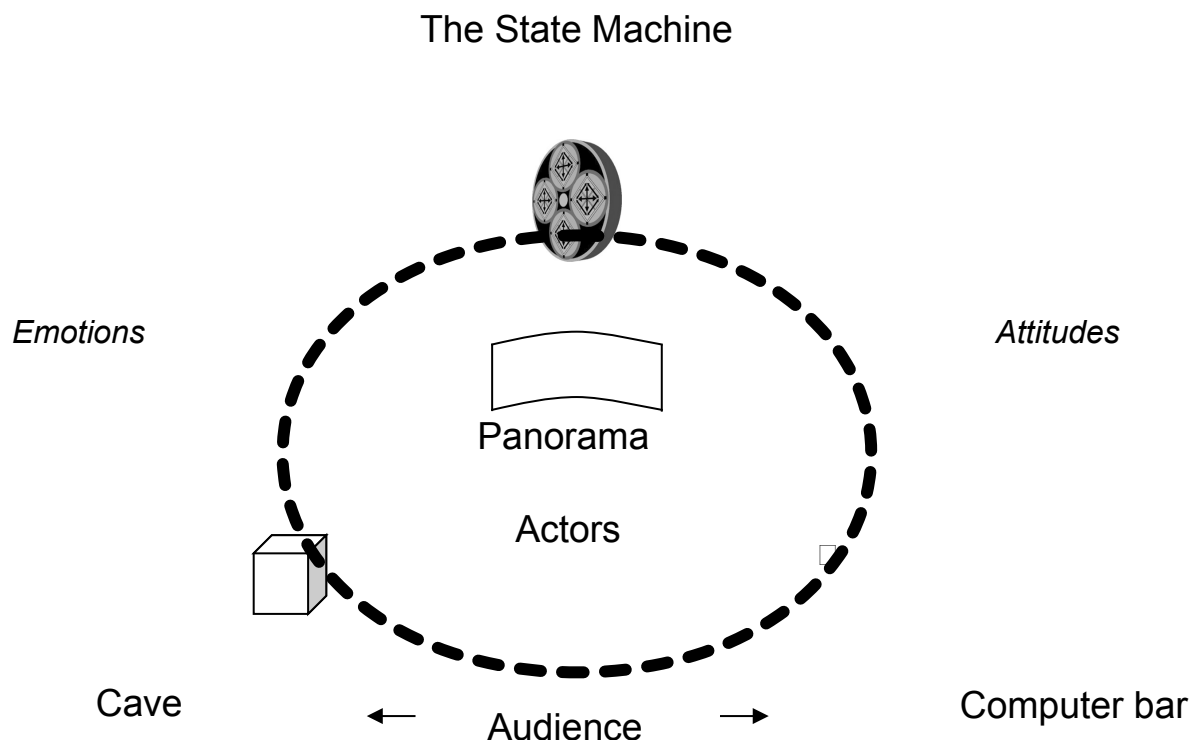 The State Machine
Emotions
Attitudes
Panorama
Actors
Cave
Audience
Computer bar